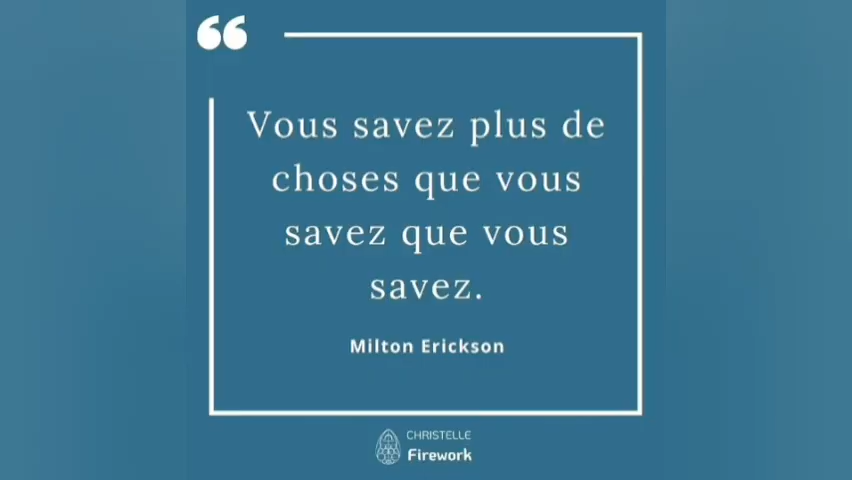 Vous savez plus de
choses que vous
savez que vous
savez.
Milton Erickson
CHRISTELLE
Firework